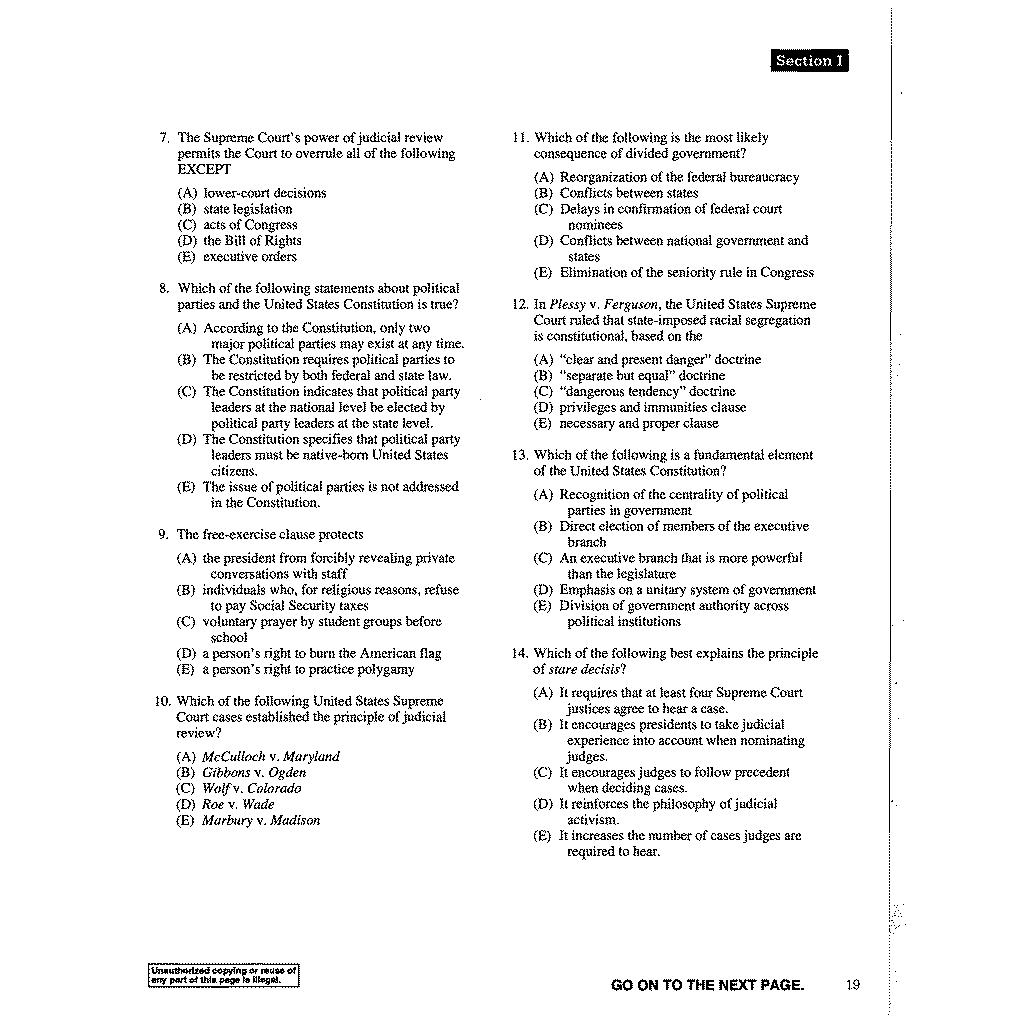 Section I
7. The Supreme Court's power of judicial review
permits the Court to overrule all of the following
EXCEPT
(A) lower-court decisions
(B) state legislation
(C) acts of Congress
(D) the Bill of Rights
(E) executive orders
8. Which of the following statements about political
parties and the United States Constitution is true?
(A) According to the Constitution, only two
major political parties may exist at any time.
(B) The Constitution requires political parties to
be restricted by both federal and state law.
(C) The Constitution indicates that political party
leaders at the national level be elected by
political party leaders at the state level.
(D) The Constitution specifies that political party
leaders must be native-born United States
citizens.
(E) The issue of political parties is not addressed
in the Constitution.
9. The free-exercise clause protects
(A) the president from forcibly revealing private
conversations with staff
(B) individuals who, for religious reasons, refuse
to pay Social Security taxes
(C) voluntary prayer by student groups before
school
(D) a person's right to burn the American flag
(E) a person's right to practice polygamy
10. Which of the following United States Supreme
Court cases established the principle of judicial
review?
(A) McCulloch v. Maryland
(B) Gibbons v. Ogden
(C) Wolf v. Colorado
(D) Roe v. Wade
(E) Marbury v. Madison
11. Which of the following is the most likely
consequence of divided government?
(A) Reorganization of the federal bureaucracy
(B) Conflicts between states
(C) Delays in confirmation of federal court
nominees
(D) Conflicts between national government and
states
(E) Elimination of the seniority rule in Congress
12. In Plessy v. Ferguson, the United States Supreme
Court ruled that state-imposed racial segregation
is constitutional, based on the
(A) "clear and present danger" doctrine
(B) "separate but equal" doctrine
(C) "dangerous tendency" doctrine
(D) privileges and immunities clause
(E) necessary and proper clause
13. Which of the following is a fundamental element
of the United States Constitution?
(A) Recognition of the centrality of political
parties in government
(B) Direct election of members of the executive
branch
(C) An executive branch that is more powerful
than the legislature
(D) Emphasis on a unitary system of government
(E) Division of government authority across
political institutions
14. Which of the following best explains the principle
of stare decisis?
(A) It requires that at least four Supreme Court
justices agree to hear a case.
(B) It encourages presidents to take judicial
experience into account when nominating
judges.
(C) It encourages judges to follow precedent
when deciding cases.
(D) It reinforces the philosophy of judicial
activism.
(E) It increases the number of cases judges are
required to hear.
Unauthorized copying or reuse of
any part of this page is illegal.
GO ON TO THE NEXT PAGE.
19